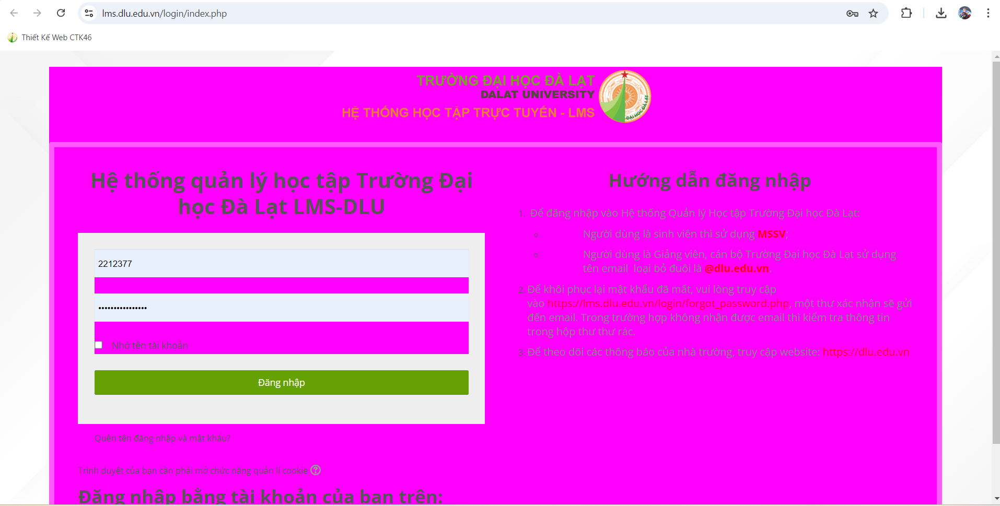 lms.dlu.edu.vn/login/index.php
Thiết Kế Web CTK46
TRƯỜNG ĐẠI HỌC ĐÀ LẠT
DALAT UNIVERSITY
HỆ THỐNG HỌC TẬP TRỰC TUYẾN - LMS
ĐẠI HỌC ĐÀ LẠT
Hệ thống quản lý học tập Trường Đại
học Đà Lạt LMS-DLU
2212377
••••••••••••••••
Nhớ tên tài khoản
Đăng nhập
Quên tên đăng nhập và mật khẩu?
Trình duyệt của bạn cần phải mở chức năng quản lí cookie
Đăng nhập bằng tài khoản của bạn trên:
Hướng dẫn đăng nhập
1. Để đăng nhập vào Hệ thống Quản lý Học tập Trường Đại học Đà Lạt:
Người dùng là sinh viên thì sử dụng MSSV;
Người dùng là Giảng viên, cán bộ Trường Đại học Đà Lạt sử dụng
tên email loại bỏ đuôi là @dlu.edu.vn.
2. Để khôi phục lại mật khẩu đã mất, vui lòng truy cập
vào https://lms.dlu.edu.vn/login/forgot_password.php, một thư xác nhận sẽ gửi
đến email. Trong trường hợp không nhận được email thì kiểm tra thông tin
trong hộp thư thư rác.
3. Để theo dõi các thông báo của nhà trường, truy cập website: https://dlu.edu.vn